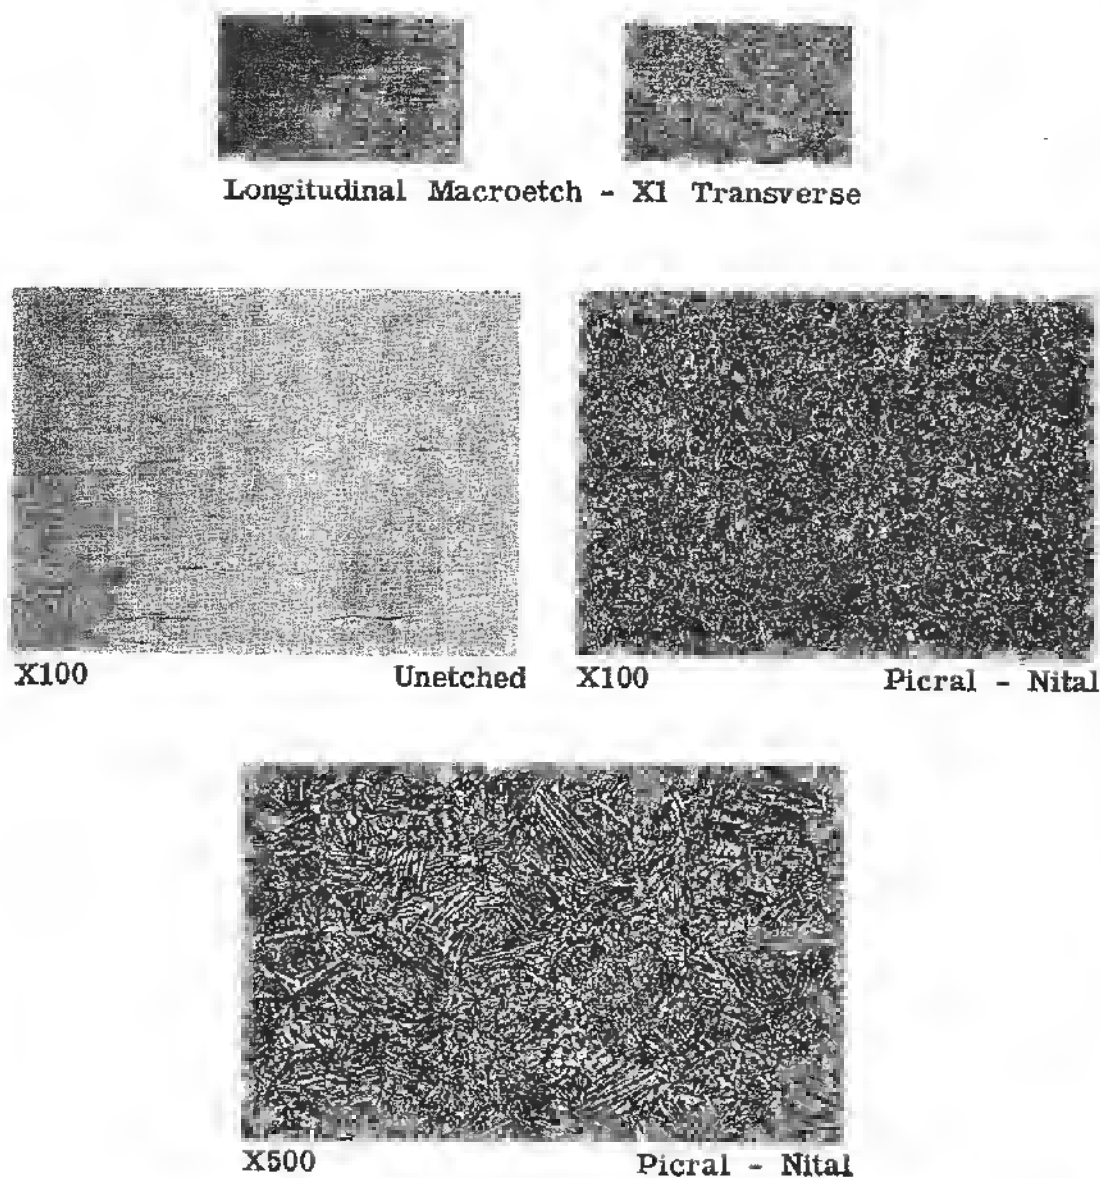 Longitudinal Macroetch - X1 Transverse
X100 Unetched
X100 Picral - Nital
X500 Picral - Nital